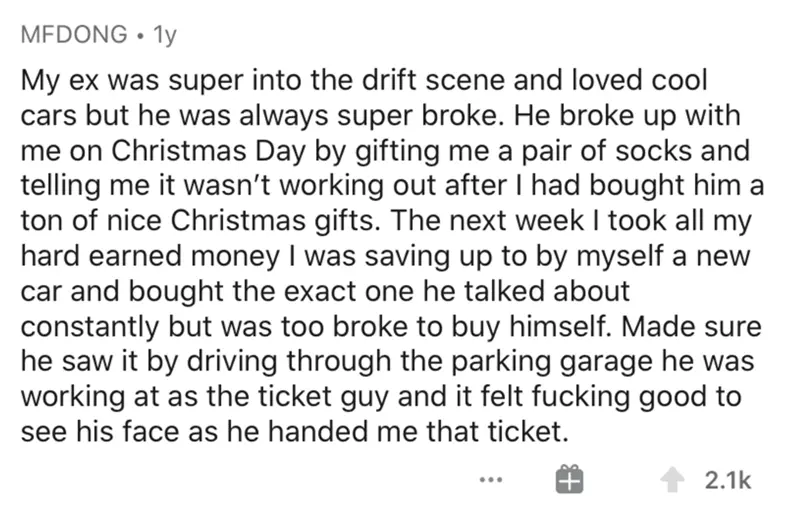 MFDONG • 1y
My ex was super into the drift scene and loved cool
cars but he was always super broke. He broke up with
me on Christmas Day by gifting me a pair of socks and
telling me it wasn’t working out after I had bought him a
ton of nice Christmas gifts. The next week I took all my
hard earned money I was saving up to by myself a new
car and bought the exact one he talked about
constantly but was too broke to buy himself. Made sure
he saw it by driving through the parking garage he was
working at as the ticket guy and it felt fucking good to
see his face as he handed me that ticket.
2.1k